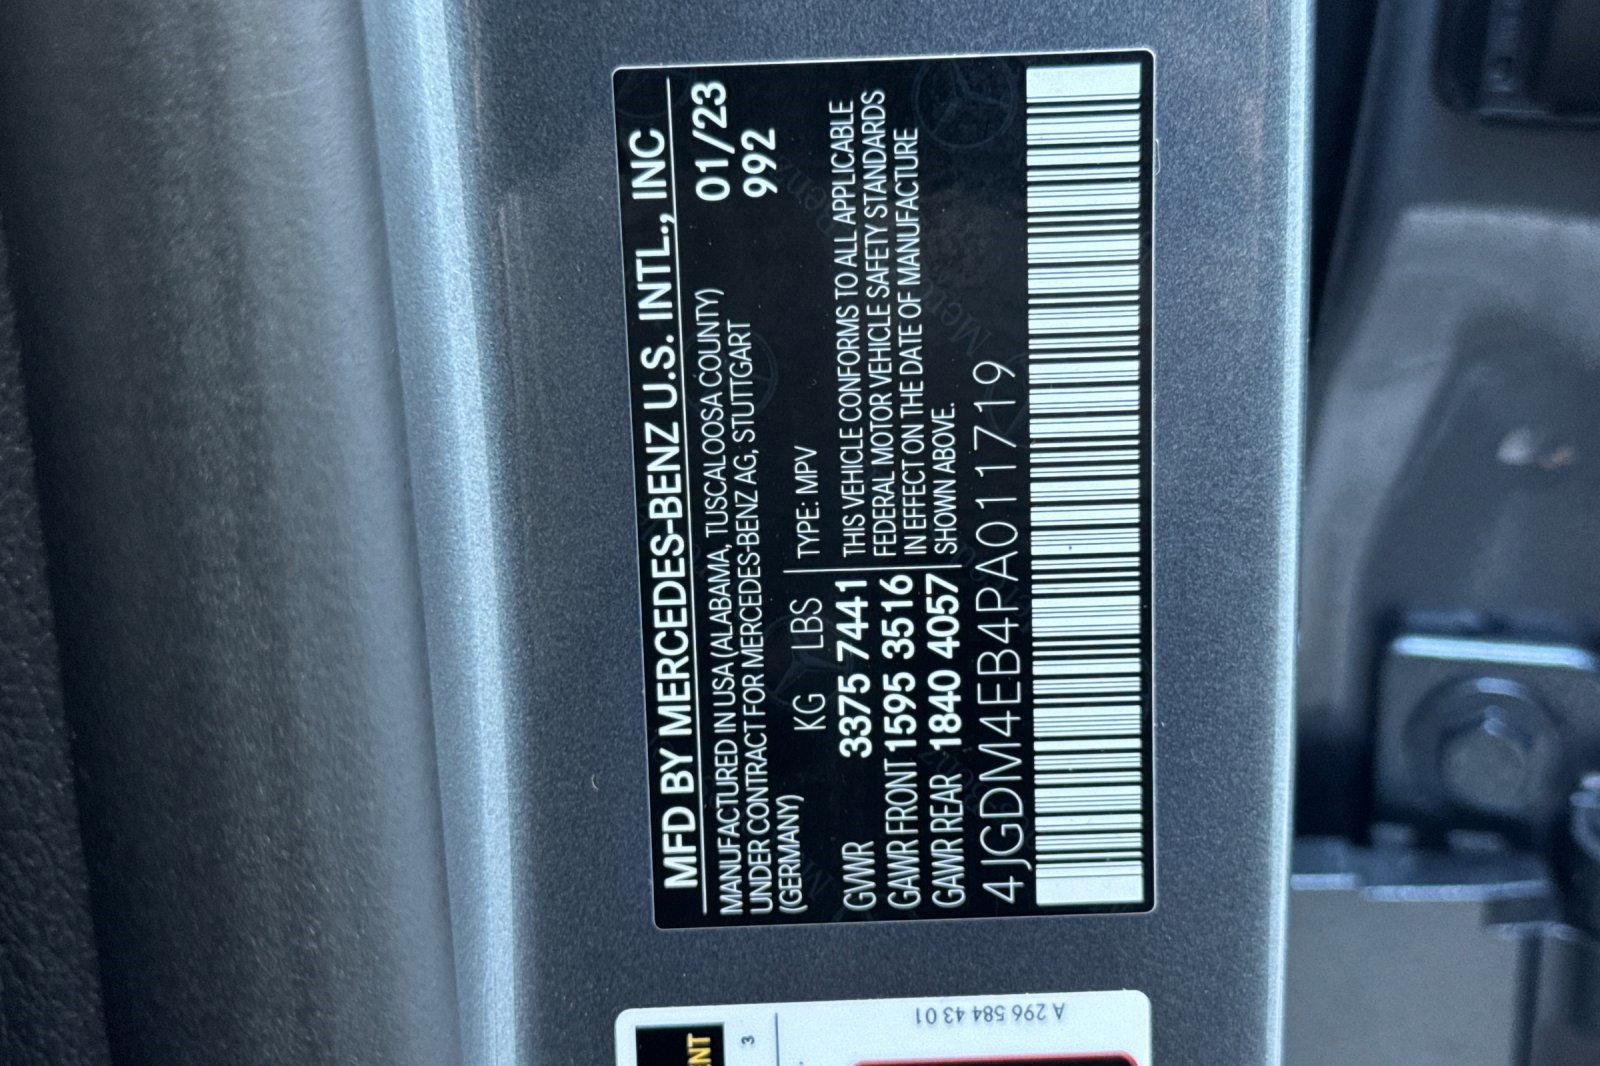 MFD BY MERCEDES-BENZ U.S. INTL., INC
MANUFACTURED IN USA (ALABAMA, TUSCALOOSA COUNTY) 01/23
UNDER CONTRACT FOR MERCEDES-BENZ AG, STUTTGART 992
(GERMANY)
KG LBS TYPE: MPV
GVWR 3375 7441 THIS VEHICLE CONFORMS TO ALL APPLICABLE
FEDERAL MOTOR VEHICLE SAFETY STANDARDS
GAWR FRONT 1595 3516 IN EFFECT ON THE DATE OF MANUFACTURE
GAWR REAR 1840 4057 SHOWN ABOVE.
4JGDM4EB4PA011719
A 296 584 43 01
3